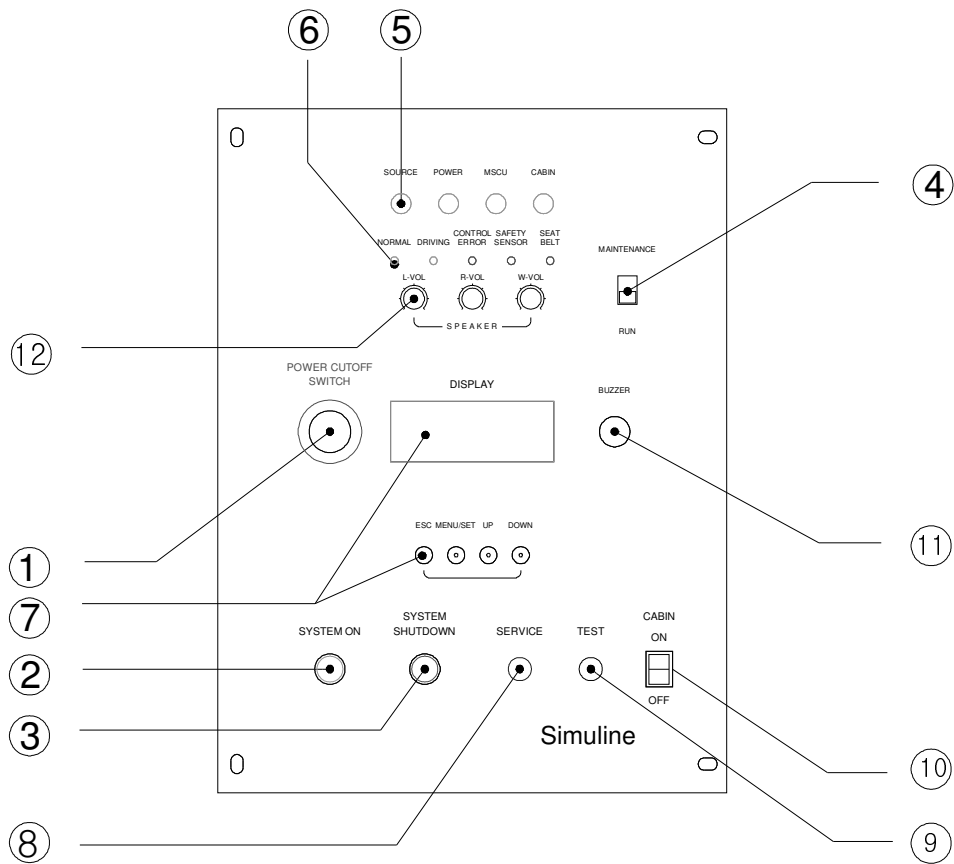 ⑥ ⑤
SOURCE POWER MSCU CABIN
④
NORMAL DRIVING CONTROL ERROR SAFETY SENSOR SEAT BELT
MAINTENANCE
L-VOL R-VOL W-VOL
SPEAKER
RUN
⑫
POWER CUTOFF
SWITCH
DISPLAY
BUZZER
ESC MENU/SET UP DOWN
⑪
①
⑦
SYSTEM ON
SYSTEM
SHUTDOWN
SERVICE
TEST
CABIN
ON
OFF
②
③
Simuline
⑩
⑧
⑨